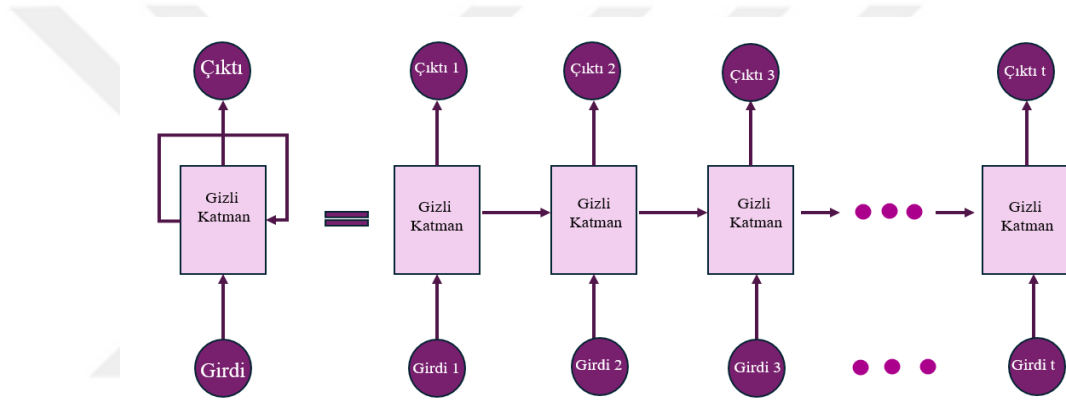 Çıktı
Çıktı 1
Çıktı 2
Çıktı 3
Çıktı t
Gizli
Katman
Gizli
Katman
Gizli
Katman
Gizli
Katman
Gizli
Katman
Girdi
Girdi 1
Girdi 2
Girdi 3
Girdi t